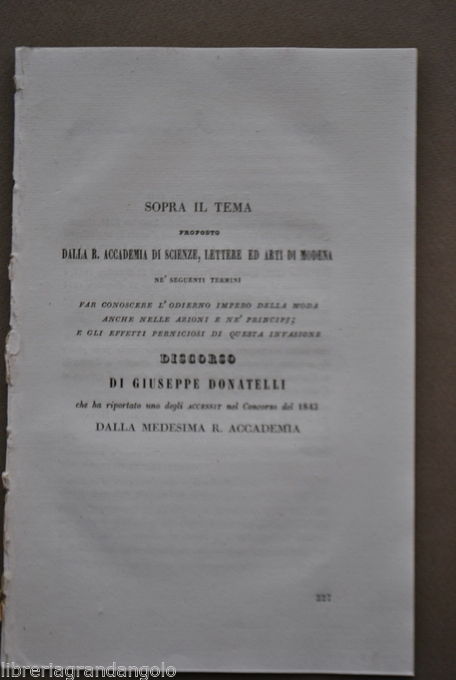 SOPRA IL TEMA
PROPOSTO
DALLA R. ACCADEMIA DI SCIENZE, LETTERE ED ARTI DI MODENA
NE' SEGUENTI TERMINI
FAR CONOSCERE L'ODIERNO IMPERO DELLA MODA
ANCHE NELLE AZIONI E NE' PRINCIPJ;
E GLI EFFETTI PERNICIOSI DI QUESTA INVASIONE
DISCORSO
DI GIUSEPPE DONATELLI
che ha riportato uno degli ACCESSIT nel Concorso del 1843
DALLA MEDESIMA R. ACCADEMIA
libreriagrandangolo